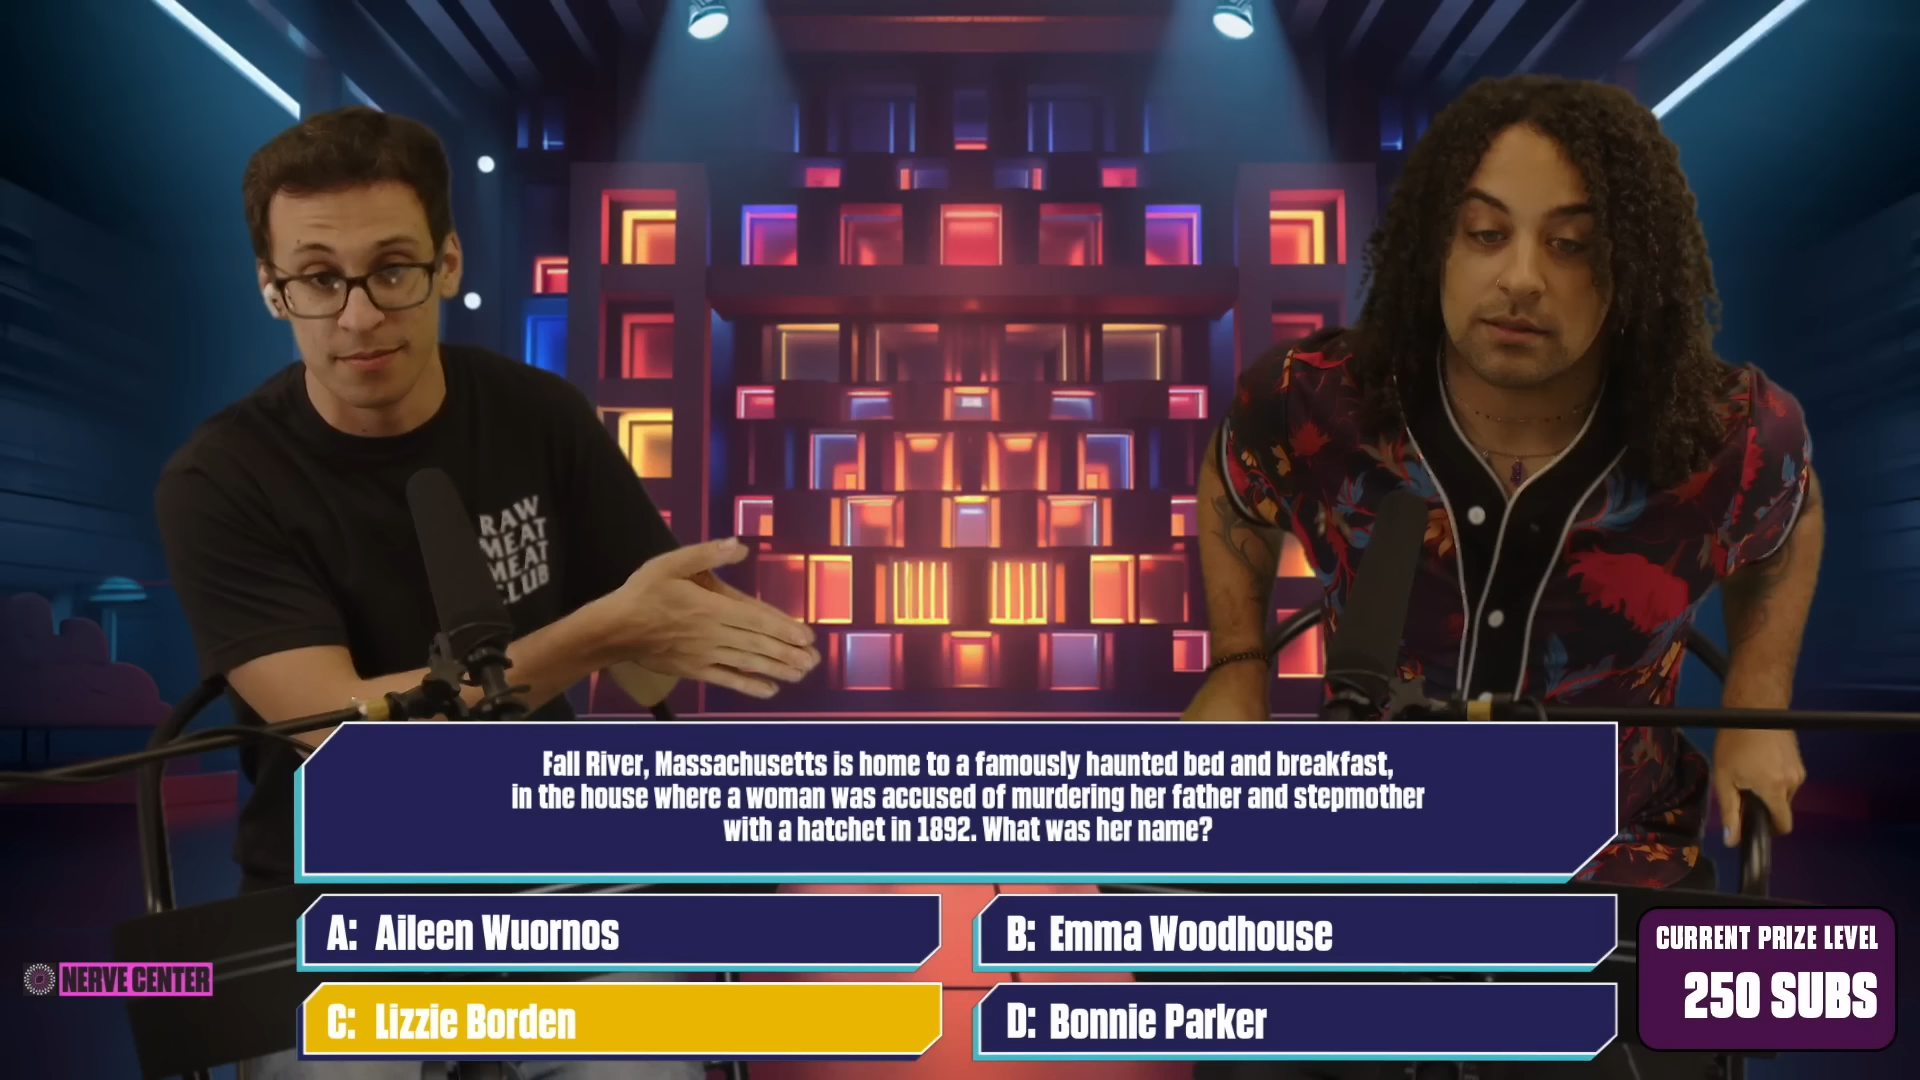 RAW
MEAT
MEAT
CLUB
Fall River, Massachusetts is home to a famously haunted bed and breakfast,
in the house where a woman was accused of murdering her father and stepmother
with a hatchet in 1892. What was her name?
A: Aileen Wuornos
B: Emma Woodhouse
C: Lizzie Borden
D: Bonnie Parker
CURRENT PRIZE LEVEL
250 SUBS
NERVE CENTER